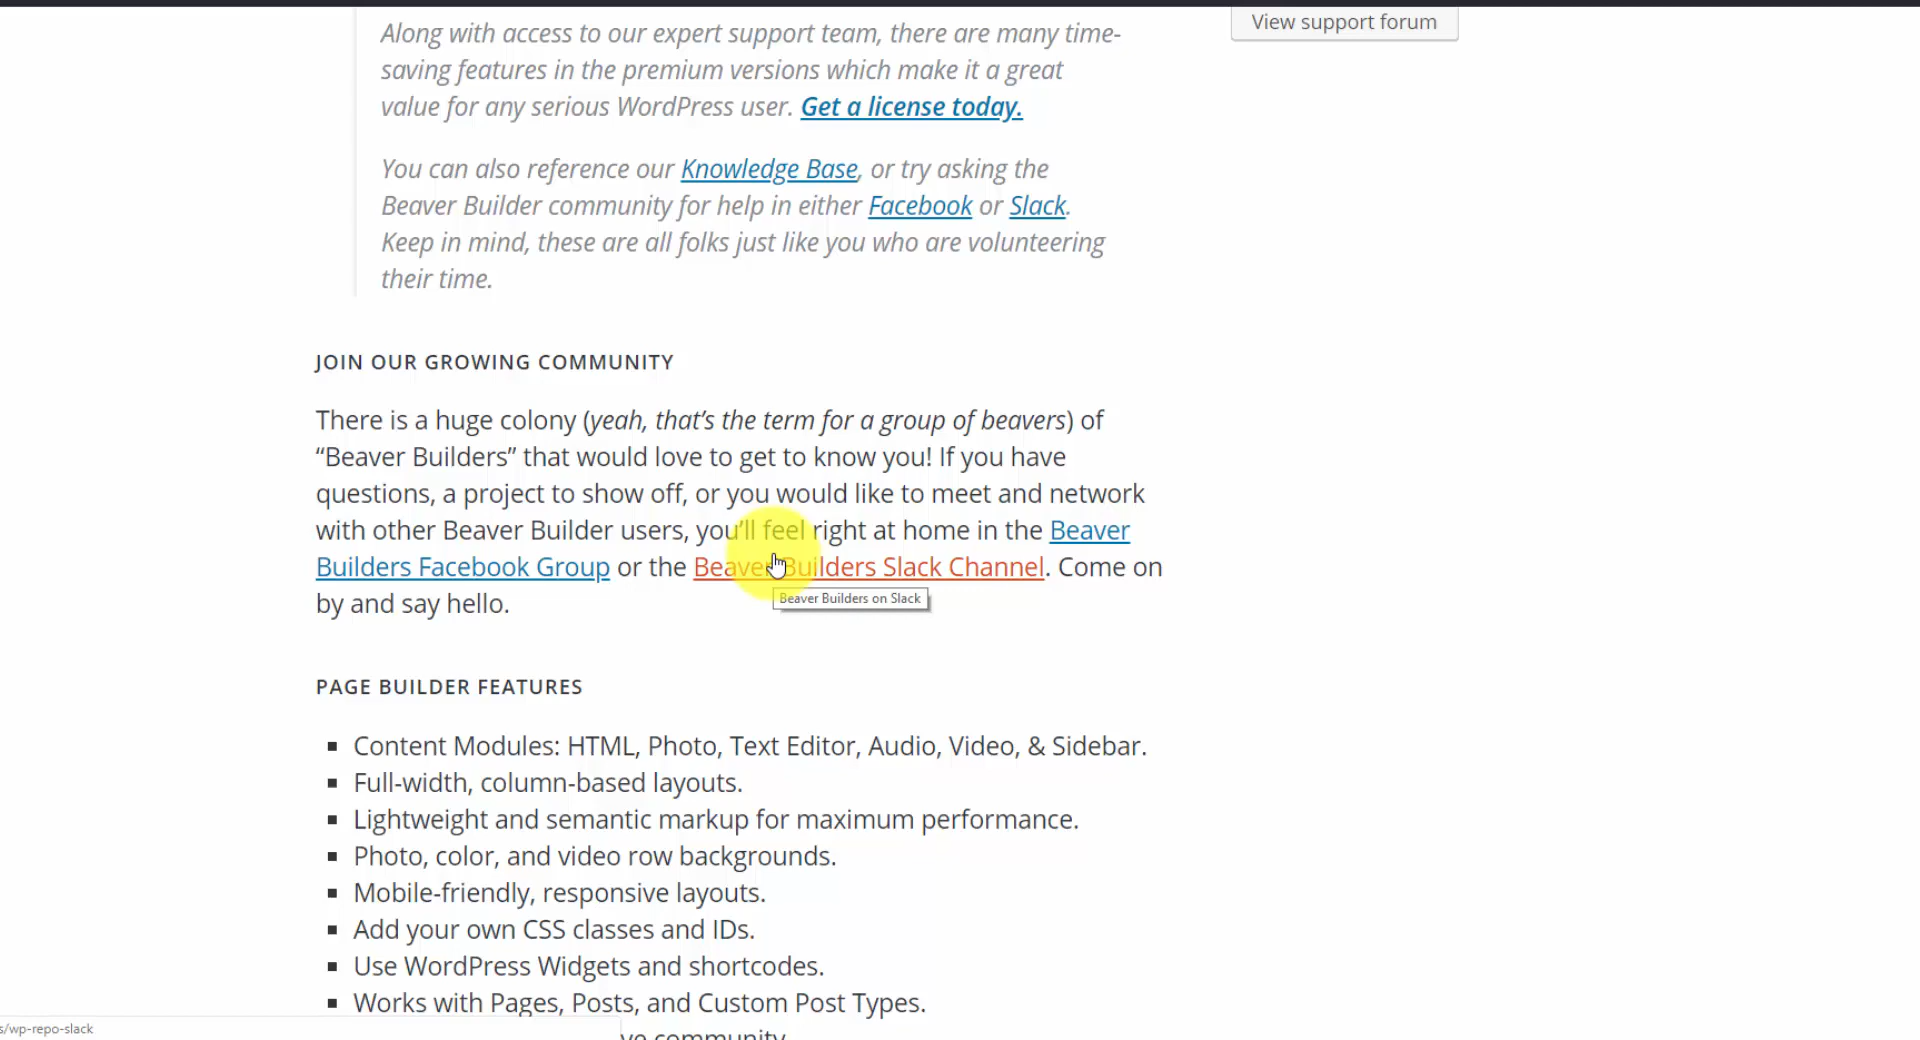 Along with access to our expert support team, there are many time-
saving features in the premium versions which make it a great
value for any serious WordPress user. Get a license today.
You can also reference our Knowledge Base, or try asking the
Beaver Builder community for help in either Facebook or Slack.
Keep in mind, these are all folks just like you who are volunteering
their time.
View support forum
JOIN OUR GROWING COMMUNITY
There is a huge colony (yeah, that’s the term for a group of beavers) of
“Beaver Builders” that would love to get to know you! If you have
questions, a project to show off, or you would like to meet and network
with other Beaver Builder users, you’ll feel right at home in the Beaver
Builders Facebook Group or the Beaver Builders Slack Channel. Come on
by and say hello.
Beaver Builders on Slack
PAGE BUILDER FEATURES
Content Modules: HTML, Photo, Text Editor, Audio, Video, & Sidebar.
Full-width, column-based layouts.
Lightweight and semantic markup for maximum performance.
Photo, color, and video row backgrounds.
Mobile-friendly, responsive layouts.
Add your own CSS classes and IDs.
Use WordPress Widgets and shortcodes.
Works with Pages, Posts, and Custom Post Types.
community
s/wp-repo-slack